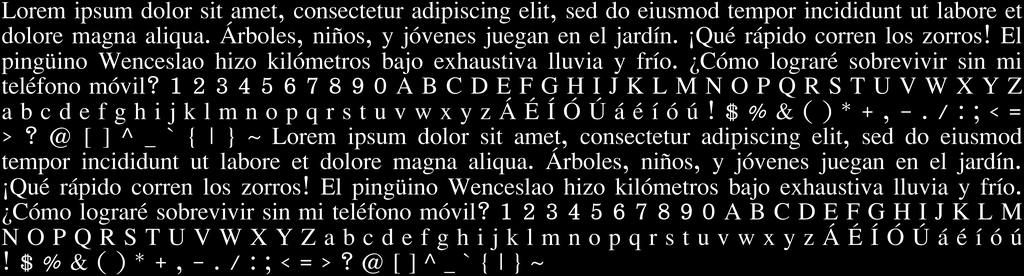 Lorem ipsum dolor sit amet, consectetur adipiscing elit, sed do eiusmod tempor incididunt ut labore et
dolore magna aliqua. Árboles, niños, y jóvenes juegan en el jardín. ¡Qué rápido corren los zorros! El
pingüino Wenceslao hizo kilómetros bajo exhaustiva lluvia y frío. ¿Cómo lograré sobrevivir sin mi
teléfono móvil? 1 2 3 4 5 6 7 8 9 0 A B C D E F G H I J K L M N O P Q R S T U V W X Y Z
a b c d e f g h i j k l m n o p q r s t u v w x y z Á É Í Ó Ú á é í ó ú ! $ % & ( ) * + , - . / : ; < =
> ? @ [ ] ^ _ ` { | } ~ Lorem ipsum dolor sit amet, consectetur adipiscing elit, sed do eiusmod
tempor incididunt ut labore et dolore magna aliqua. Árboles, niños, y jóvenes juegan en el jardín.
¡Qué rápido corren los zorros! El pingüino Wenceslao hizo kilómetros bajo exhaustiva lluvia y frío.
¿Cómo lograré sobrevivir sin mi teléfono móvil? 1 2 3 4 5 6 7 8 9 0 A B C D E F G H I J K L M
N O P Q R S T U V W X Y Z a b c d e f g h i j k l m n o p q r s t u v w x y z Á É Í Ó Ú á é í ó ú
! $ % & ( ) * + , - . / : ; < = > ? @ [ ] ^ _ ` { | } ~